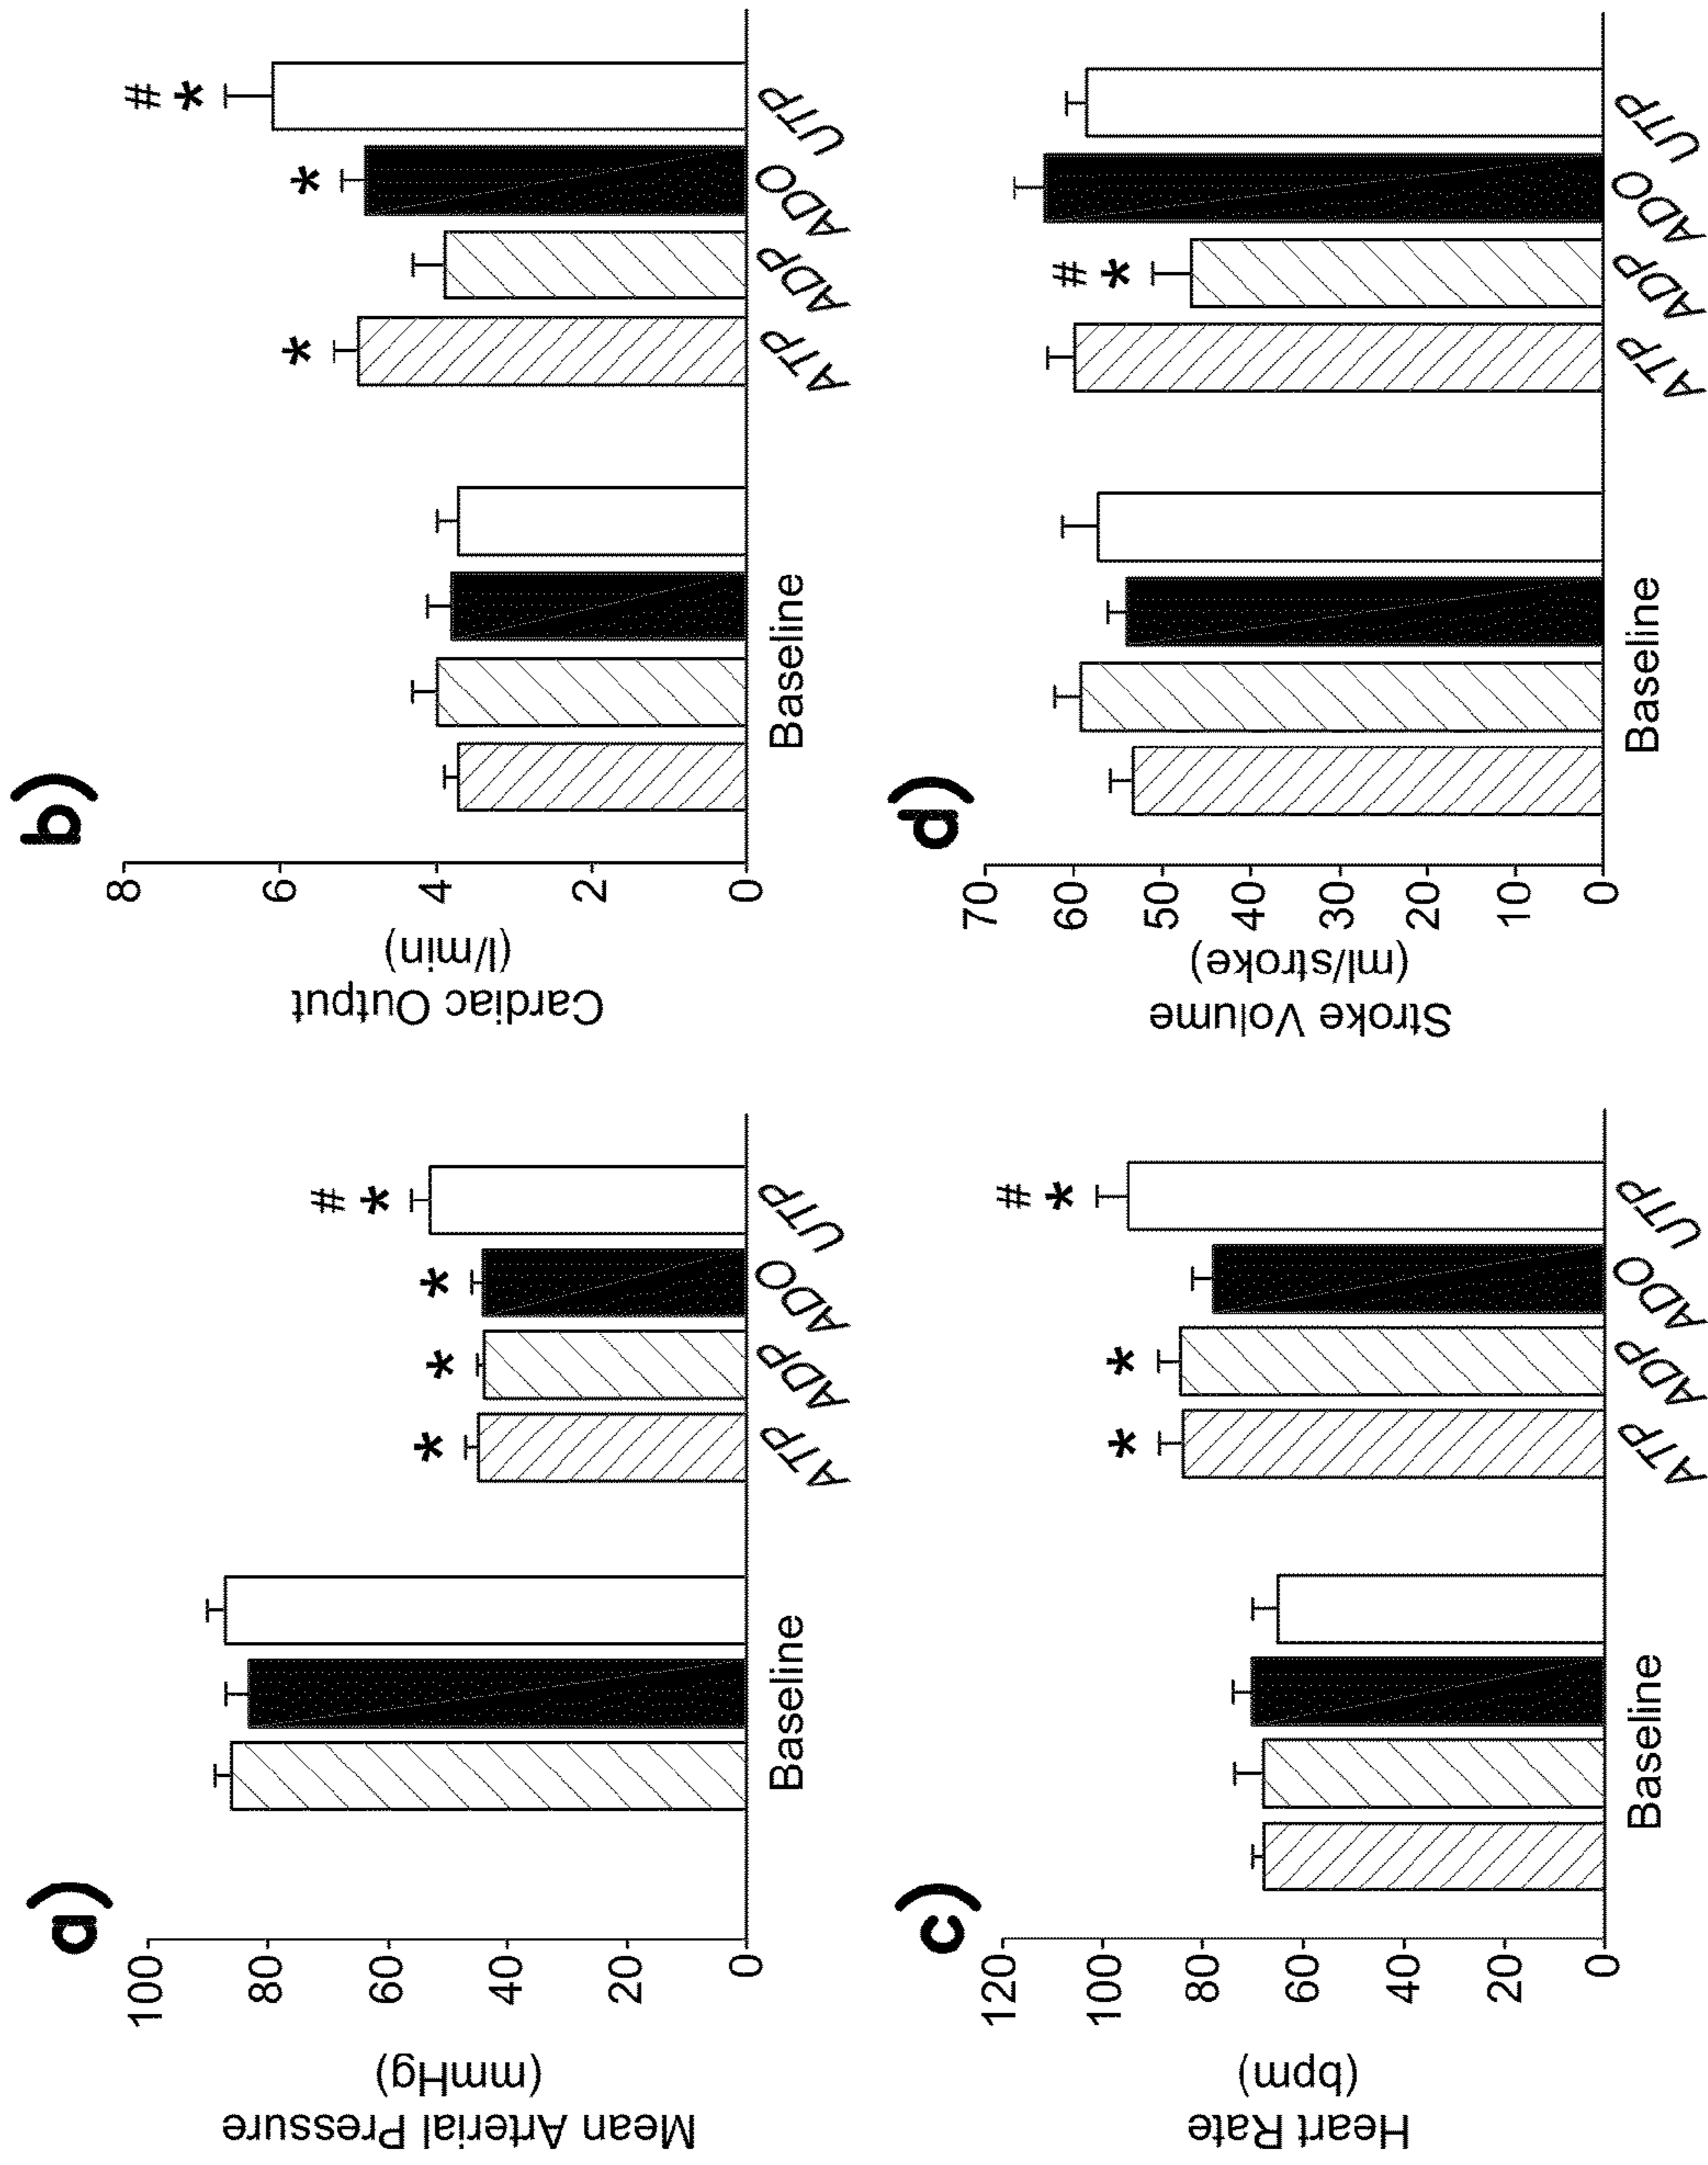 a)
Mean Arterial Pressure
(mmHg)
100
80
60
40
20
0
# *
*
*
*
Baseline
ATP
ADP
ADO
UTP
b)
Cardiac Output
(l/min)
8
6
4
2
0
*
*
# *
Baseline
ATP
ADP
ADO
UTP
c)
Heart Rate
(bpm)
120
100
80
60
40
20
0
*
*
# *
Baseline
ATP
ADP
ADO
UTP
d)
Stroke Volume
(ml/stroke)
70
60
50
40
30
20
10
0
# *
Baseline
ATP
ADP
ADO
UTP